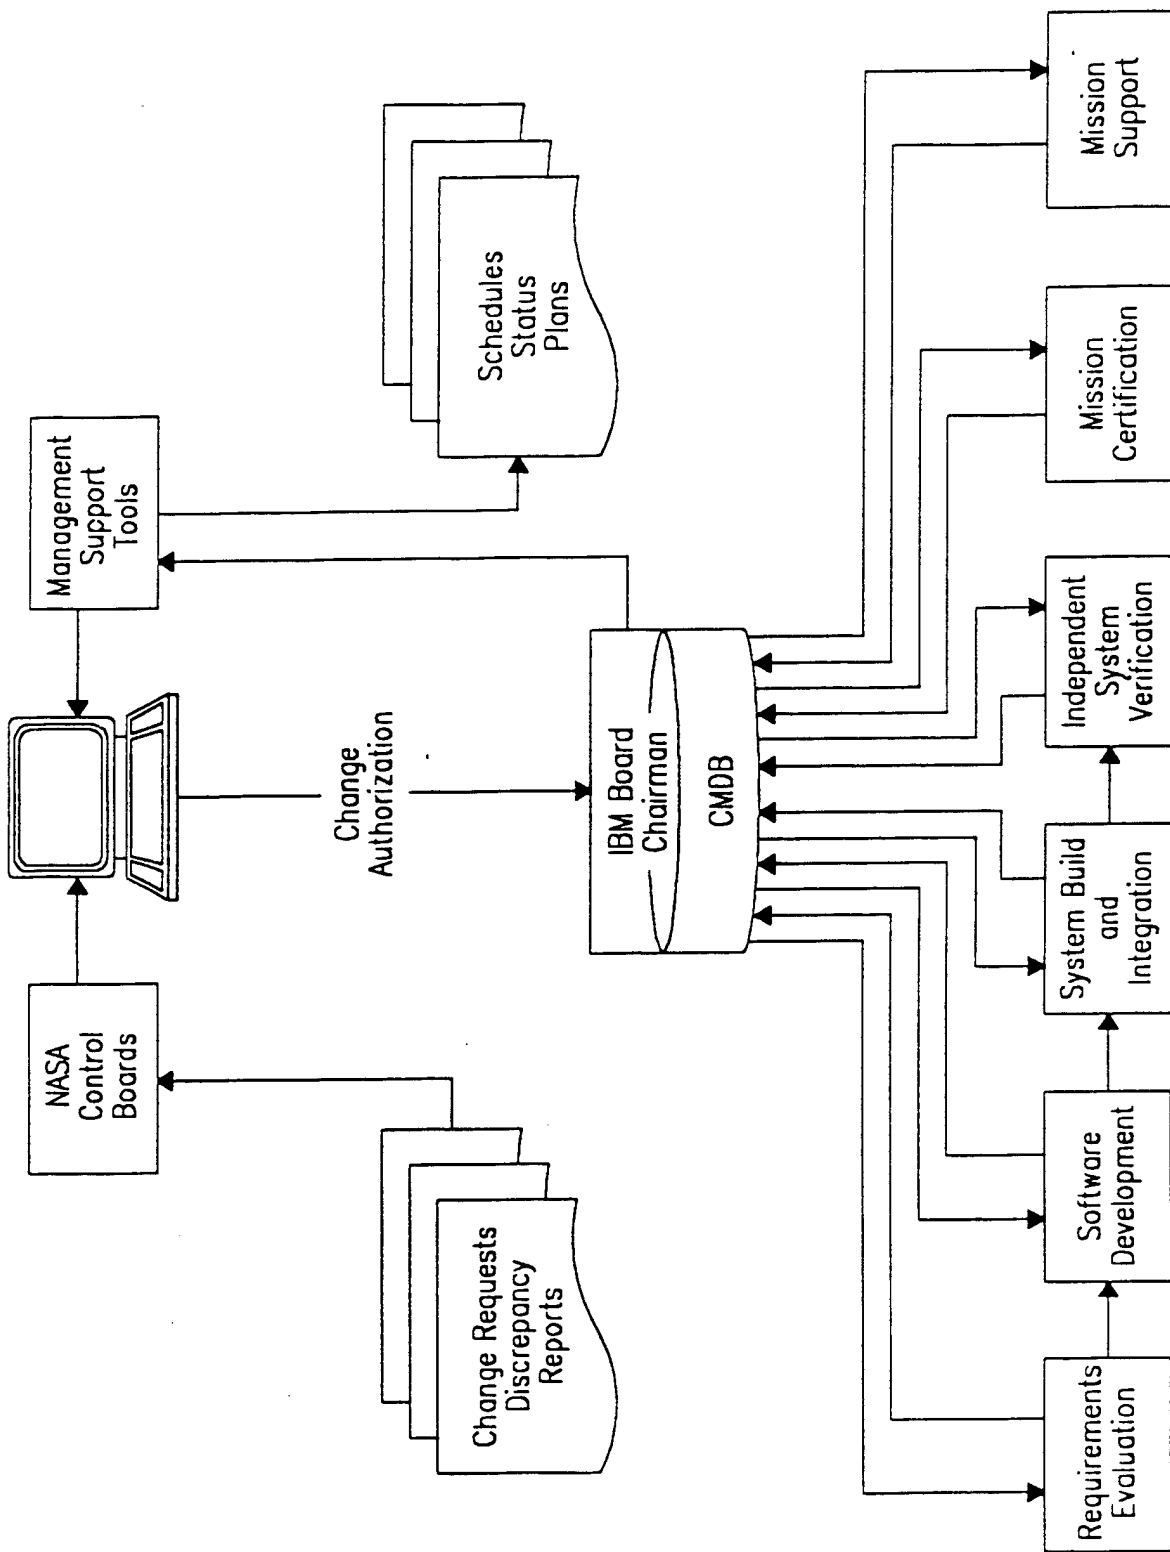 NASA
Control
Boards
Management
Support
Tools
Change Requests
Discrepancy
Reports
Change
Authorization
Schedules
Status
Plans
IBM Board
Chairman
CMDB
Requirements
Evaluation
Software
Development
System Build
and
Integration
Independent
System
Verification
Mission
Certification
Mission
Support